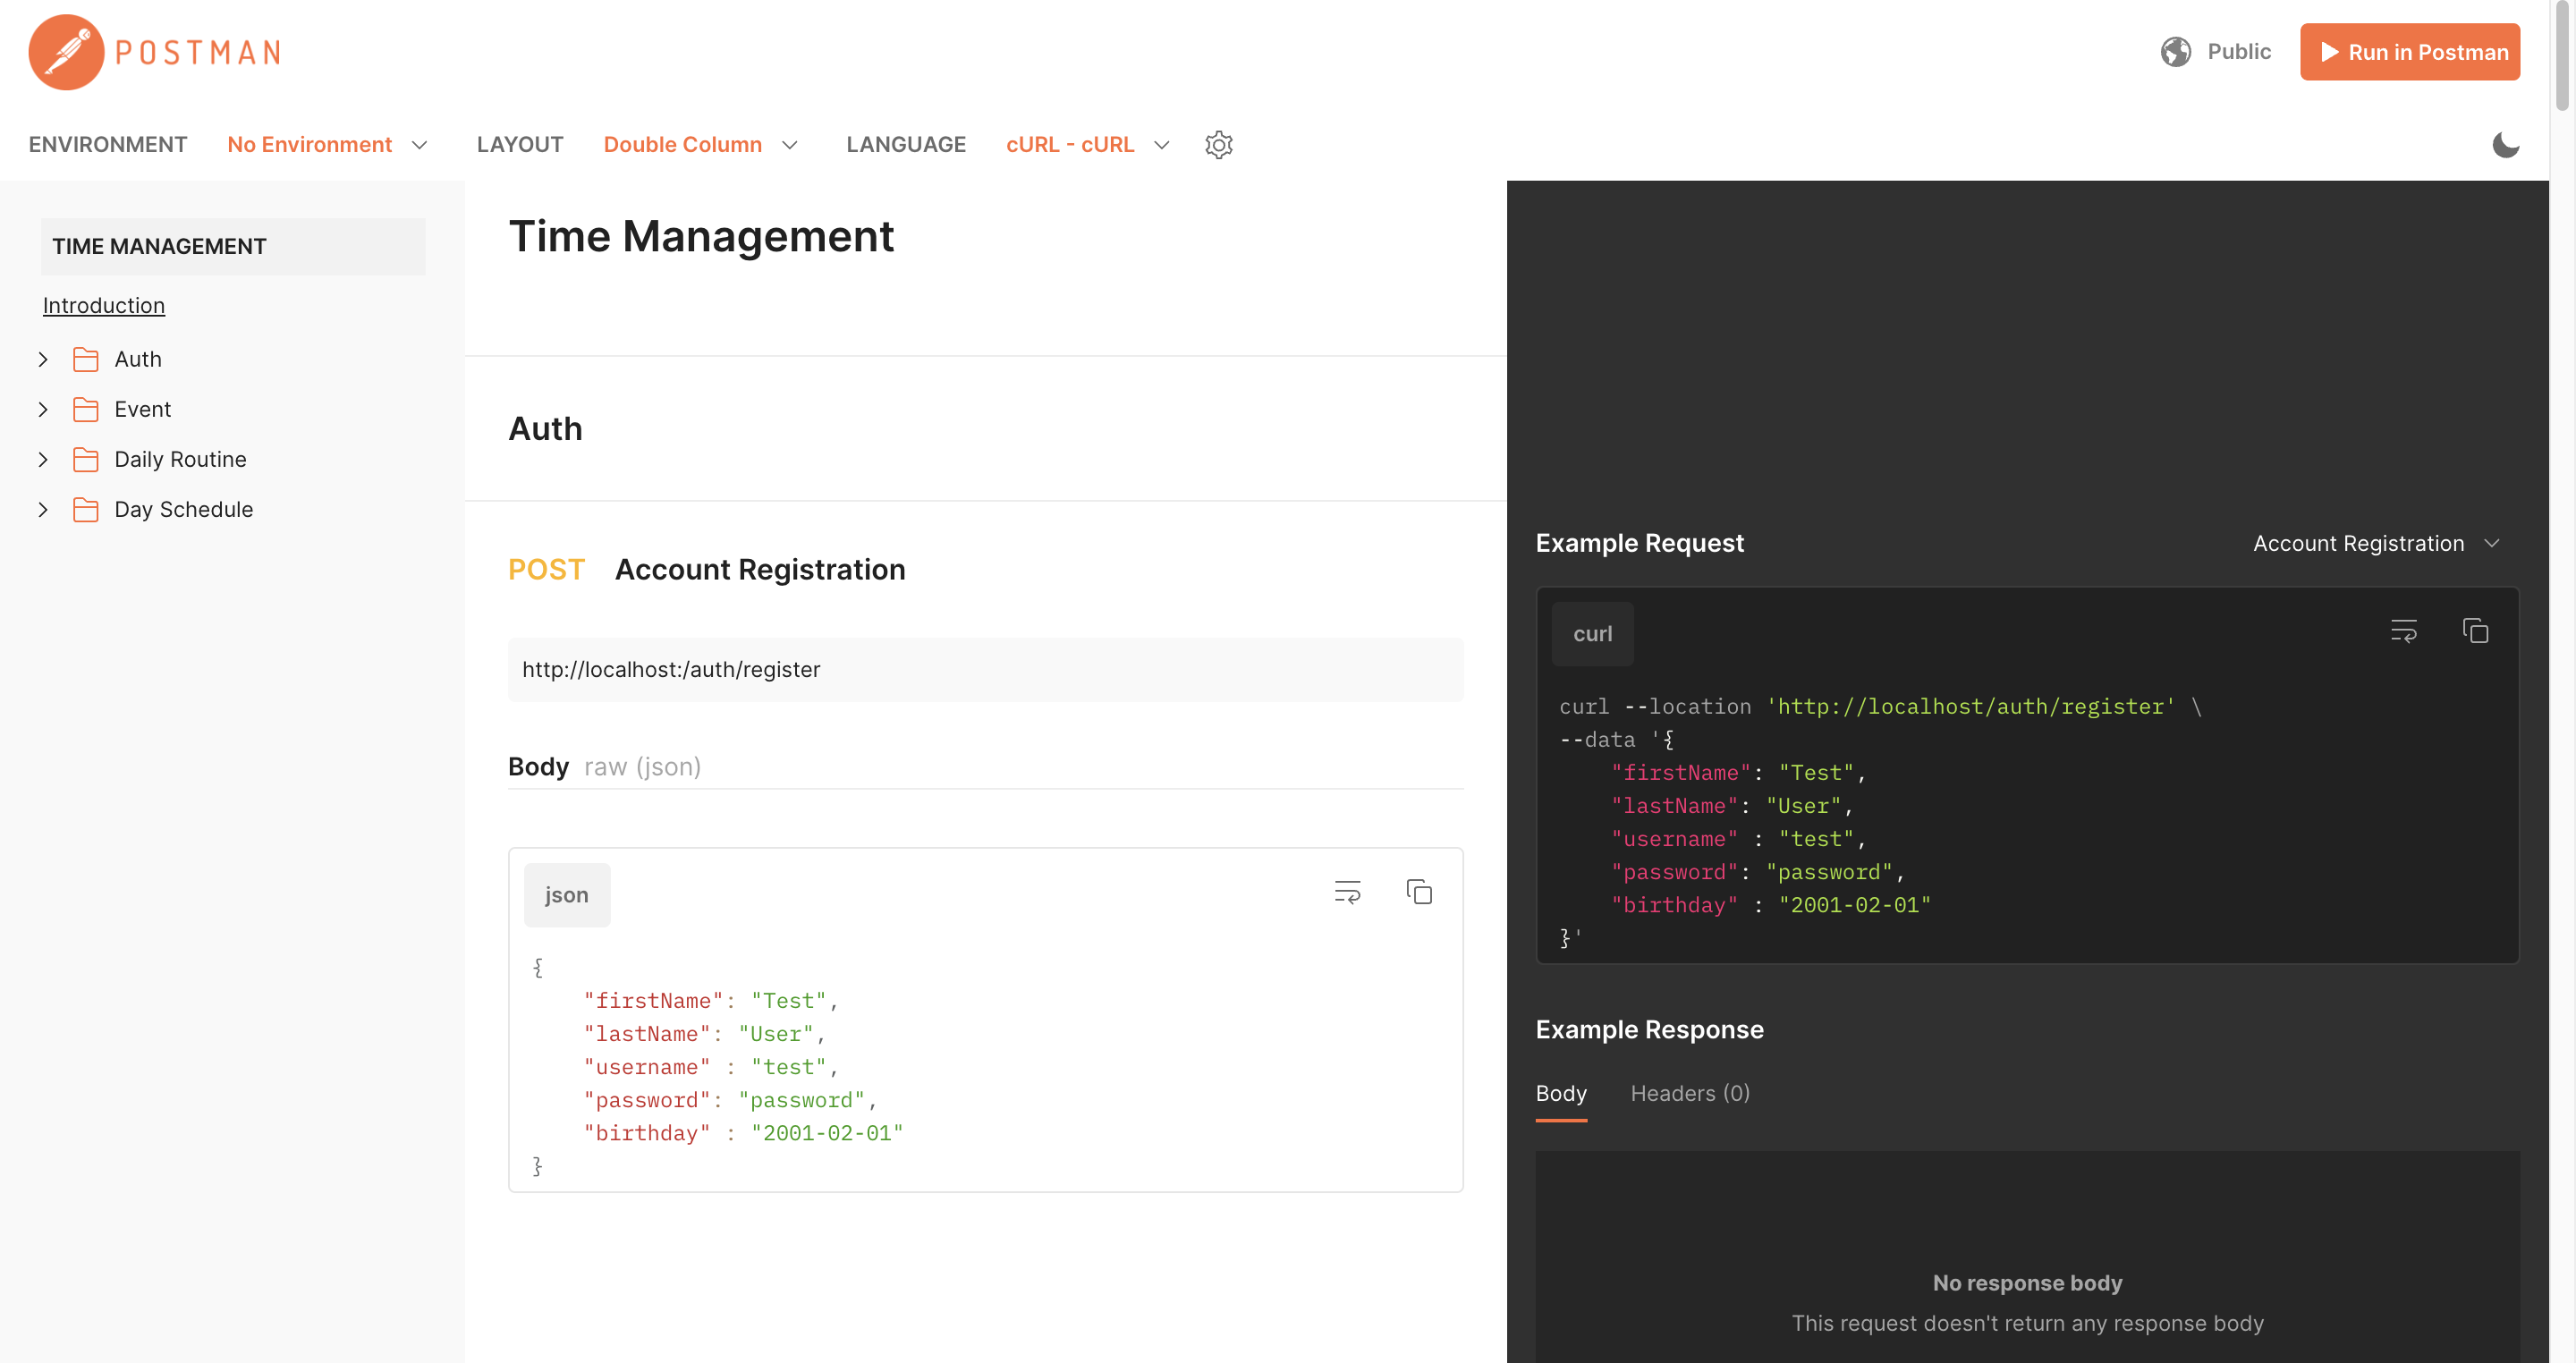 POSTMAN
Public
Run in Postman
ENVIRONMENT No Environment LAYOUT Double Column LANGUAGE cURL - cURL
TIME MANAGEMENT
Introduction
Auth
Event
Daily Routine
Day Schedule
Time Management
Auth
POST Account Registration
http://localhost:/auth/register
Body raw (json)
json
{
    "firstName": "Test",
    "lastName": "User",
    "username" : "test",
    "password": "password",
    "birthday" : "2001-02-01"
}
Example Request
Account Registration
curl
curl --location 'http://localhost/auth/register' \
--data '{
    "firstName": "Test",
    "lastName": "User",
    "username" : "test",
    "password": "password",
    "birthday" : "2001-02-01"
}'
Example Response
Body Headers (0)
No response body
This request doesn't return any response body